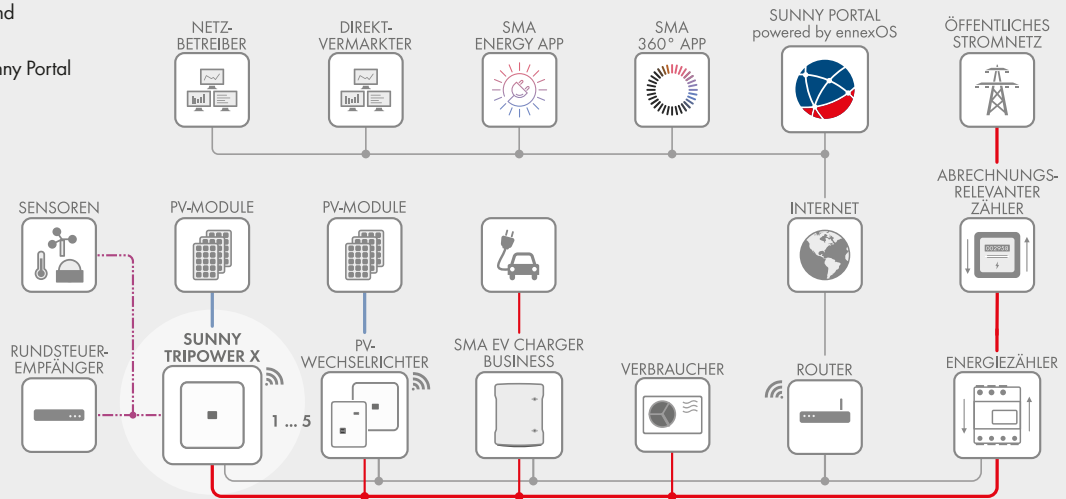 nd
nny Portal
NETZ-
BETREIBER
DIREKT-
VERMARKTER
SMA
ENERGY APP
SMA
360° APP
SUNNY PORTAL
powered by ennexOS
ÖFFENTLICHES
STROMNETZ
SENSOREN
PV-MODULE
PV-MODULE
INTERNET
ABRECHNUNGS-
RELEVANTER
ZÄHLER
002958
RUNDSTEUER-
EMPFÄNGER
SUNNY
TRIPOWER X
1 ... 5
PV-
WECHSELRICHTER
SMA EV CHARGER
BUSINESS
VERBRAUCHER
ROUTER
ENERGIEZÄHLER